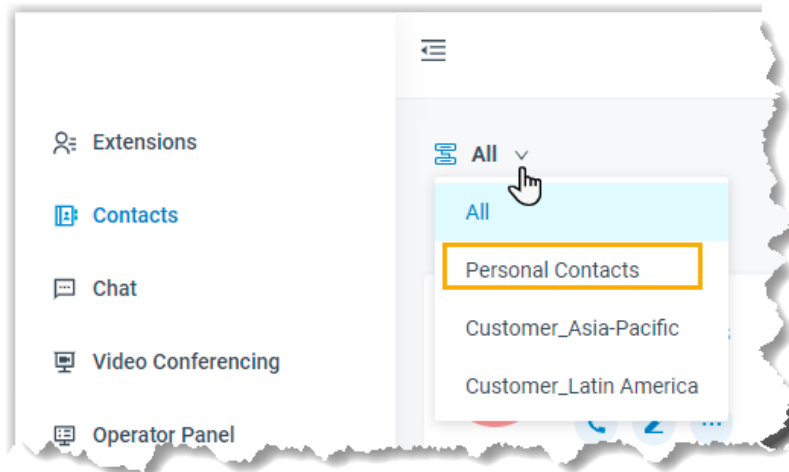 Extensions
Contacts
Chat
Video Conferencing
Operator Panel
All
All
Personal Contacts
Customer_Asia-Pacific
Customer_Latin America